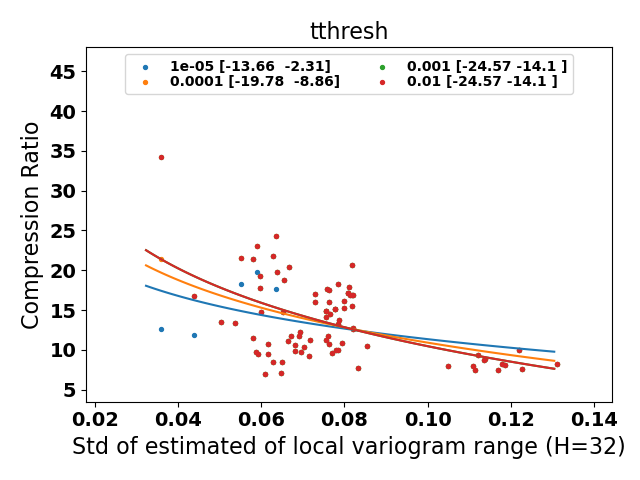 tthresh
1e-05 [-13.66 -2.31]
0.0001 [-19.78 -8.86]
0.001 [-24.57 -14.1 ]
0.01 [-24.57 -14.1 ]
Compression Ratio
45
40
35
30
25
20
15
10
5
0.02 0.04 0.06 0.08 0.10 0.12 0.14
Std of estimated of local variogram range (H=32)